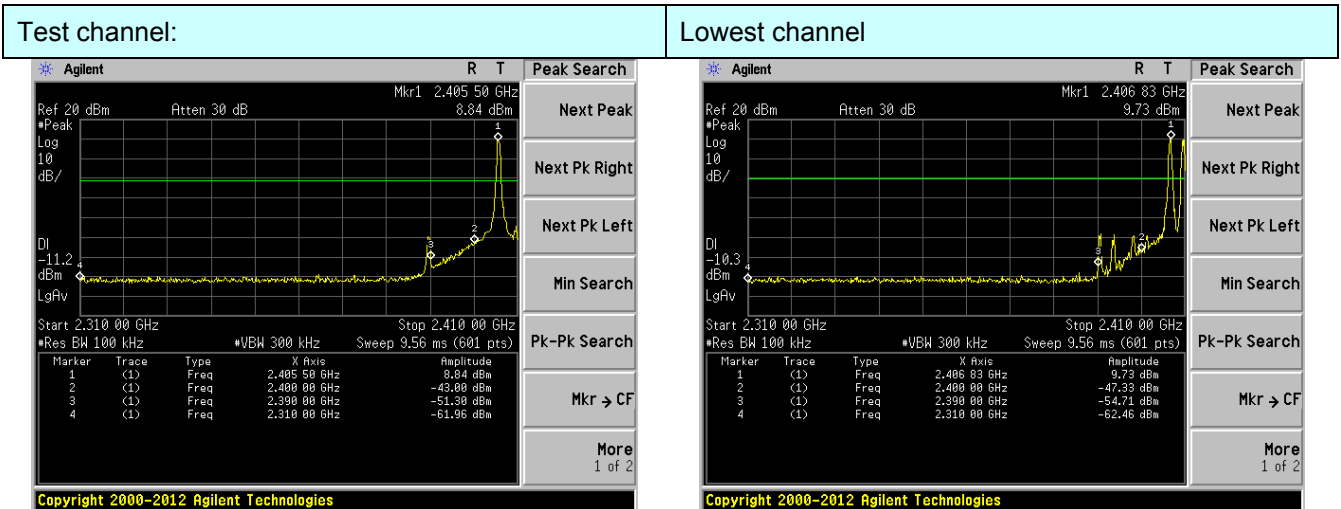 Test channel:
Lowest channel
Agilent R T Peak Search
Mkr1 2.405 50 GHz
Ref 20 dBm Atten 30 dB 8.84 dBm
#Peak
Log
10
dB/
1
2
3
4
DI
-11.2
dBm
LgAv
Start 2.310 00 GHz Stop 2.410 00 GHz
#Res BW 100 kHz #VBW 300 kHz Sweep 9.56 ms (601 pts)
Marker Trace Type X Axis Amplitude
1 (1) Freq 2.405 50 GHz 8.84 dBm
2 (1) Freq 2.400 00 GHz -43.00 dBm
3 (1) Freq 2.390 00 GHz -51.30 dBm
4 (1) Freq 2.310 00 GHz -61.96 dBm
Next Peak
Next Pk Right
Next Pk Left
Min Search
Pk-Pk Search
Mkr → CF
More
1 of 2
Copyright 2000-2012 Agilent Technologies
Agilent R T Peak Search
Mkr1 2.406 83 GHz
Ref 20 dBm Atten 30 dB 9.73 dBm
#Peak
Log
10
dB/
1
2
3
4
DI
-10.3
dBm
LgAv
Start 2.310 00 GHz Stop 2.410 00 GHz
#Res BW 100 kHz #VBW 300 kHz Sweep 9.56 ms (601 pts)
Marker Trace Type X Axis Amplitude
1 (1) Freq 2.406 83 GHz 9.73 dBm
2 (1) Freq 2.400 00 GHz -47.33 dBm
3 (1) Freq 2.390 00 GHz -54.71 dBm
4 (1) Freq 2.310 00 GHz -62.46 dBm
Next Peak
Next Pk Right
Next Pk Left
Min Search
Pk-Pk Search
Mkr → CF
More
1 of 2
Copyright 2000-2012 Agilent Technologies